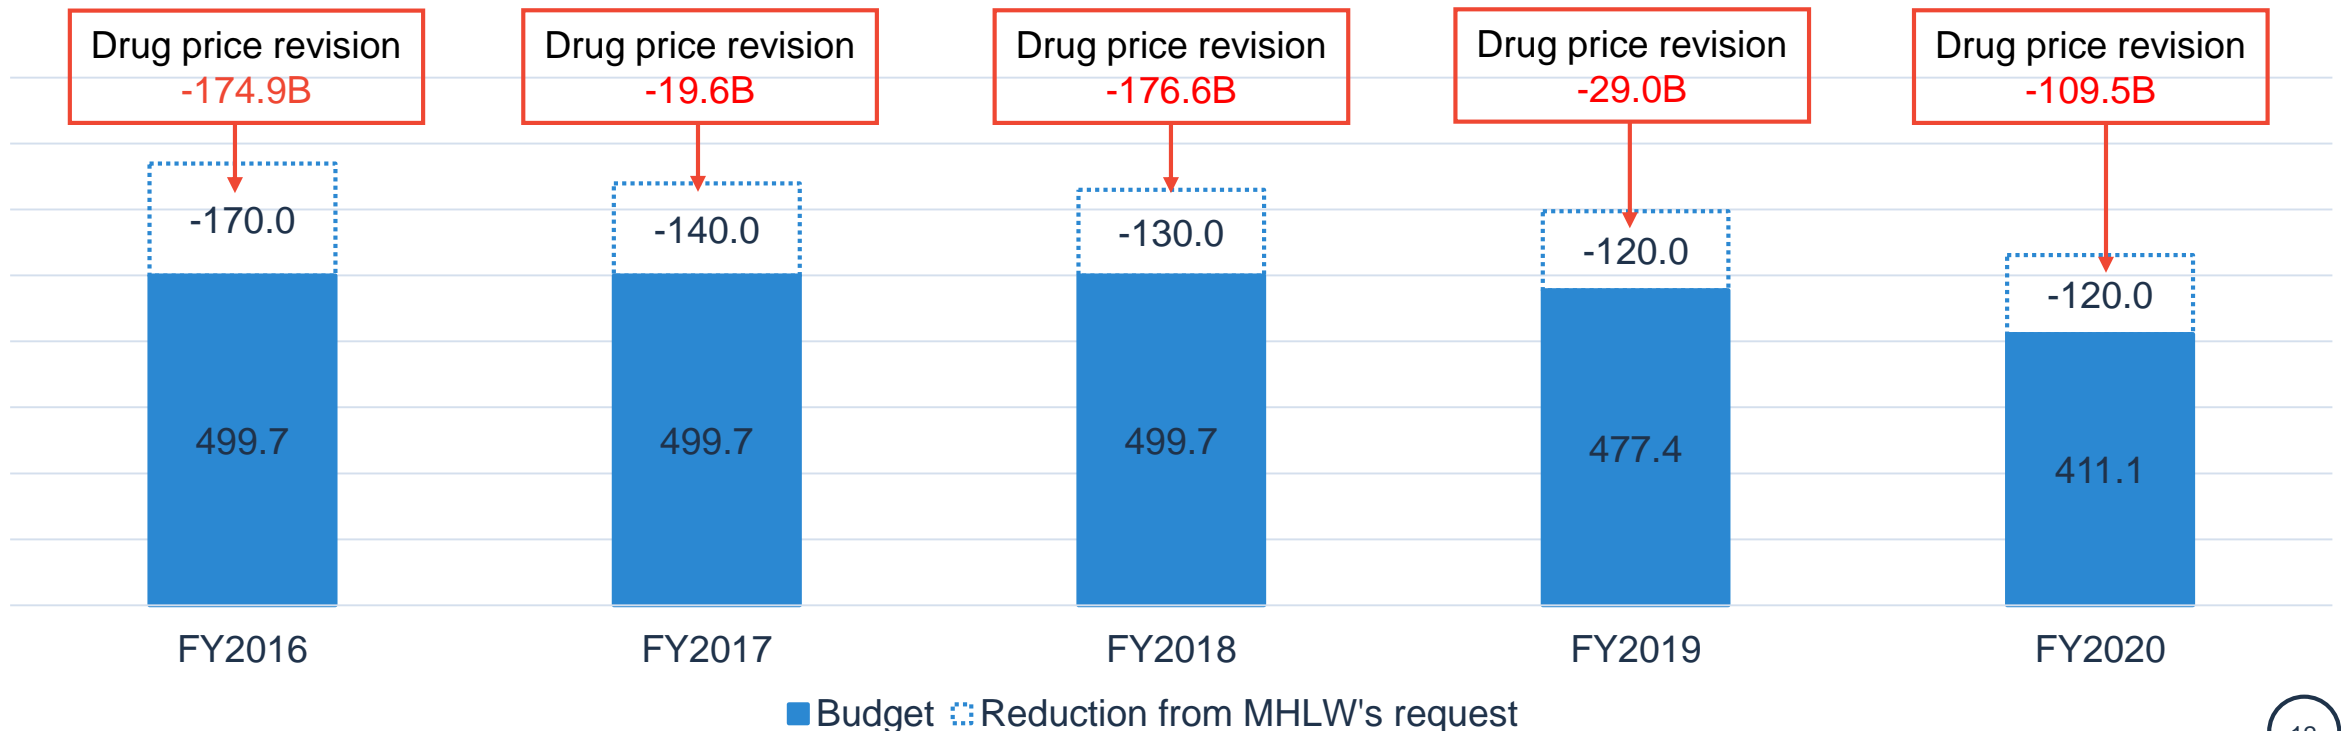 Drug price revision
-174.9B
Drug price revision
-19.6B
Drug price revision
-176.6B
Drug price revision
-29.0B
Drug price revision
-109.5B
-170.0
-140.0
-130.0
-120.0
-120.0
499.7
499.7
499.7
477.4
411.1
FY2016
FY2017
FY2018
FY2019
FY2020
Budget
Reduction from MHLW's request